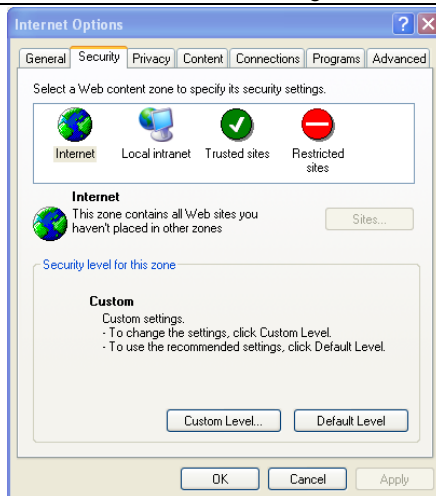 Internet Options
General Security Privacy Content Connections Programs Advanced
Select a Web content zone to specify its security settings.
Internet Local intranet Trusted sites Restricted sites
Internet
This zone contains all Web sites you
haven't placed in other zones
Sites...
Security level for this zone
Custom
Custom settings.
- To change the settings, click Custom Level.
- To use the recommended settings, click Default Level.
Custom Level... Default Level
OK Cancel Apply